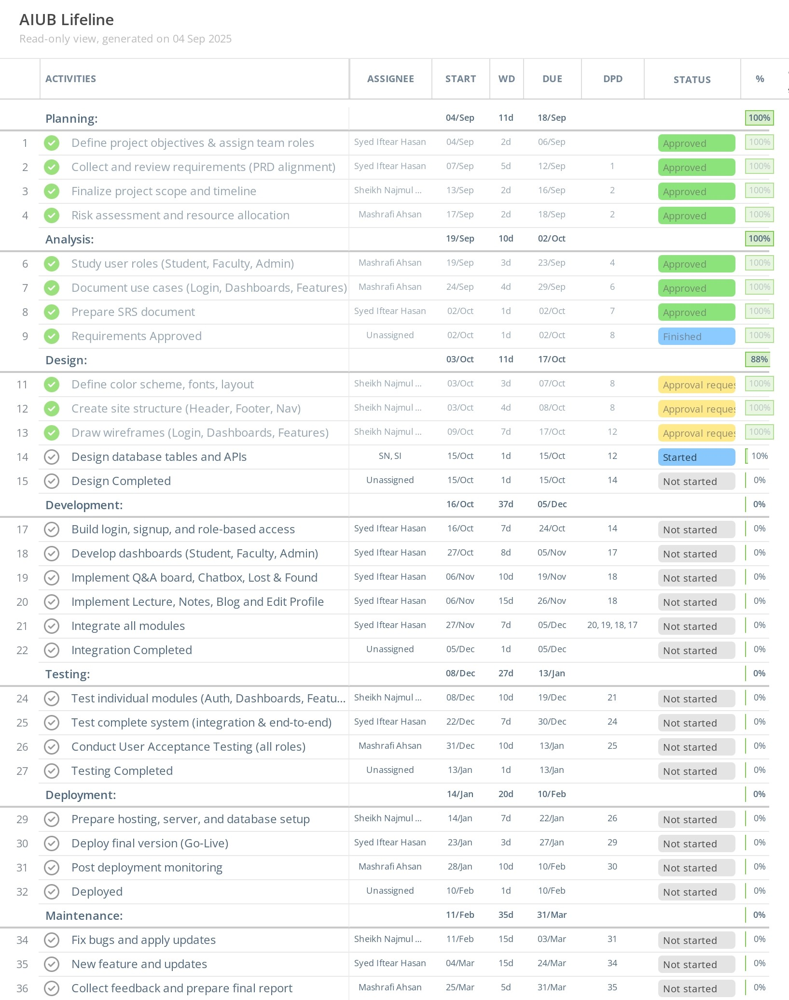 AIUB Lifeline
Read-only view, generated on 04 Sep 2025
ACTIVITIES ASSIGNEE START WD DUE DPD STATUS %
Planning: 04/Sep 11d 18/Sep 100%
1 Define project objectives & assign team roles Syed Iftear Hasan 04/Sep 2d 06/Sep Approved 100%
2 Collect and review requirements (PRD alignment) Syed Iftear Hasan 07/Sep 5d 12/Sep 1 Approved 100%
3 Finalize project scope and timeline Sheikh Najmul ... 13/Sep 2d 16/Sep 2 Approved 100%
4 Risk assessment and resource allocation Mashrafi Ahsan 17/Sep 2d 18/Sep 2 Approved 100%
Analysis: 19/Sep 10d 02/Oct 100%
6 Study user roles (Student, Faculty, Admin) Mashrafi Ahsan 19/Sep 3d 23/Sep 4 Approved 100%
7 Document use cases (Login, Dashboards, Features) Mashrafi Ahsan 24/Sep 4d 29/Sep 6 Approved 100%
8 Prepare SRS document Syed Iftear Hasan 02/Oct 1d 02/Oct 7 Approved 100%
9 Requirements Approved Unassigned 02/Oct 1d 02/Oct 8 Finished 100%
Design: 03/Oct 11d 17/Oct 88%
11 Define color scheme, fonts, layout Sheikh Najmul ... 03/Oct 3d 07/Oct 8 Approval reques 100%
12 Create site structure (Header, Footer, Nav) Sheikh Najmul ... 03/Oct 4d 08/Oct 8 Approval reques 100%
13 Draw wireframes (Login, Dashboards, Features) Sheikh Najmul ... 09/Oct 7d 17/Oct 12 Approval reques 100%
14 Design database tables and APIs SN, SI 15/Oct 1d 15/Oct 12 Started 10%
15 Design Completed Unassigned 15/Oct 1d 15/Oct 14 Not started 0%
Development: 16/Oct 37d 05/Dec 0%
17 Build login, signup, and role-based access Syed Iftear Hasan 16/Oct 7d 24/Oct 14 Not started 0%
18 Develop dashboards (Student, Faculty, Admin) Syed Iftear Hasan 27/Oct 8d 05/Nov 17 Not started 0%
19 Implement Q&A board, Chatbox, Lost & Found Syed Iftear Hasan 06/Nov 10d 19/Nov 18 Not started 0%
20 Implement Lecture, Notes, Blog and Edit Profile Syed Iftear Hasan 06/Nov 15d 26/Nov 18 Not started 0%
21 Integrate all modules Syed Iftear Hasan 27/Nov 7d 05/Dec 20, 19, 18, 17 Not started 0%
22 Integration Completed Unassigned 05/Dec 1d 05/Dec Not started 0%
Testing: 08/Dec 27d 13/Jan 0%
24 Test individual modules (Auth, Dashboards, Featu... Sheikh Najmul ... 08/Dec 10d 19/Dec 21 Not started 0%
25 Test complete system (integration & end-to-end) Syed Iftear Hasan 22/Dec 7d 30/Dec 24 Not started 0%
26 Conduct User Acceptance Testing (all roles) Mashrafi Ahsan 31/Dec 10d 13/Jan 25 Not started 0%
27 Testing Completed Unassigned 13/Jan 1d 13/Jan Not started 0%
Deployment: 14/Jan 20d 10/Feb 0%
29 Prepare hosting, server, and database setup Sheikh Najmul ... 14/Jan 7d 22/Jan 26 Not started 0%
30 Deploy final version (Go-Live) Syed Iftear Hasan 23/Jan 3d 27/Jan 29 Not started 0%
31 Post deployment monitoring Mashrafi Ahsan 28/Jan 10d 10/Feb 30 Not started 0%
32 Deployed Unassigned 10/Feb 1d 10/Feb Not started 0%
Maintenance: 11/Feb 35d 31/Mar 0%
34 Fix bugs and apply updates Sheikh Najmul ... 11/Feb 15d 03/Mar 31 Not started 0%
35 New feature and updates Syed Iftear Hasan 04/Mar 15d 24/Mar 34 Not started 0%
36 Collect feedback and prepare final report Mashrafi Ahsan 25/Mar 5d 31/Mar 35 Not started 0%